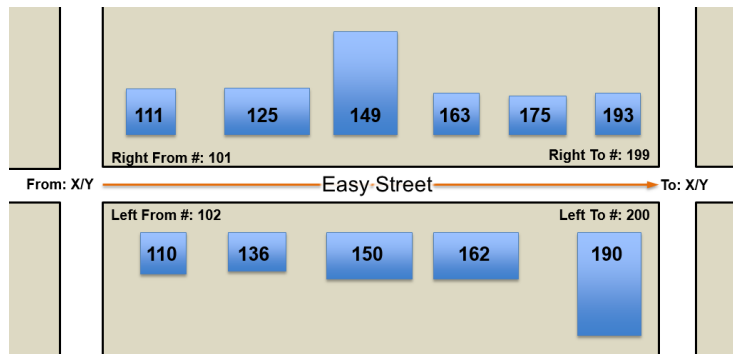 111 125 149 163 175 193
Right From #: 101 Right To #: 199
From: X/Y Easy Street To: X/Y
Left From #: 102 Left To #: 200
110 136 150 162 190